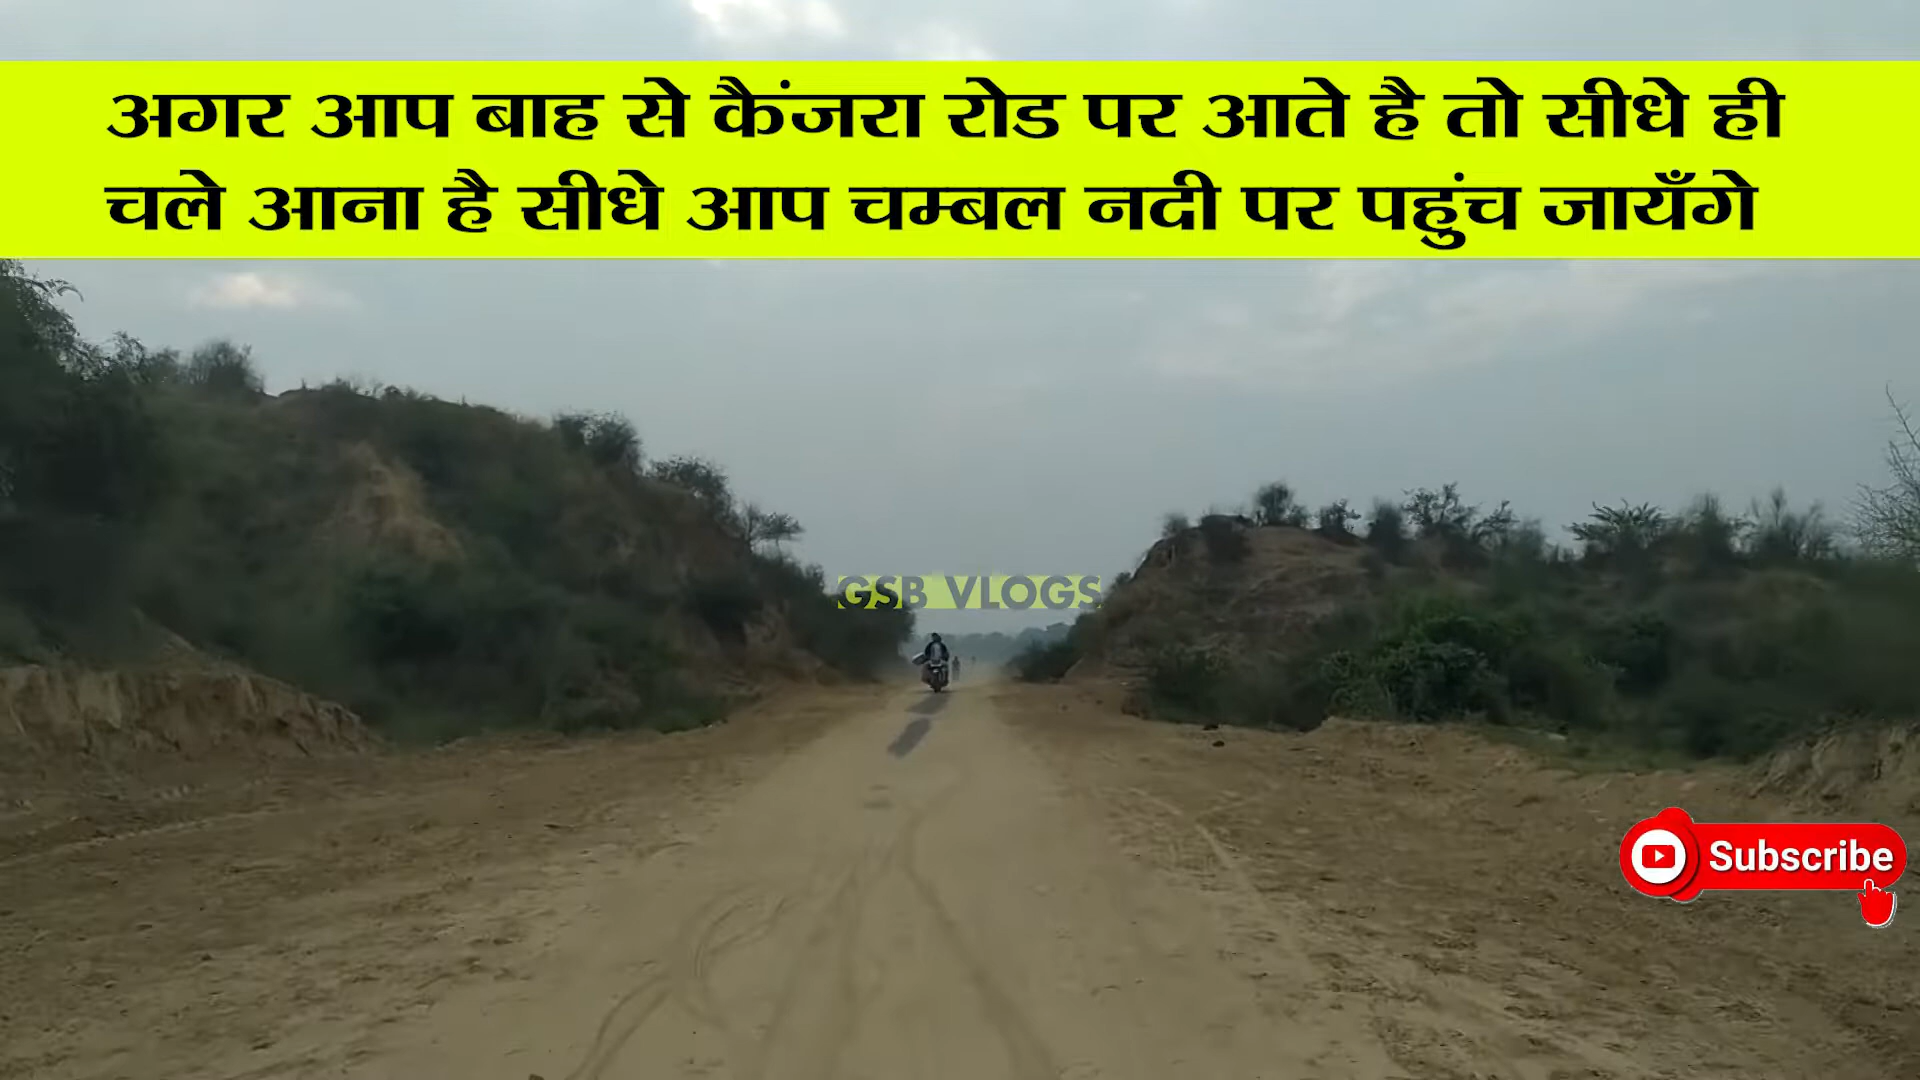 अगर आप बाह से कैंजरा रोड पर आते है तो सीधे ही
चले आना है सीधे आप चम्बल नदी पर पहुंच जायँगे
GSB VLOGS
Subscribe